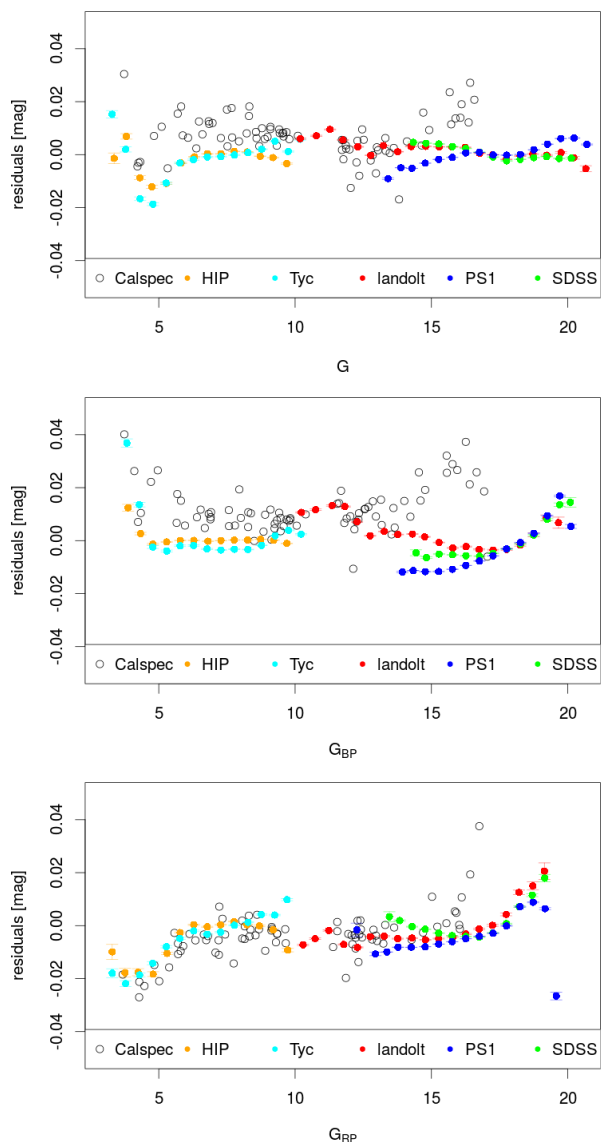 residuals [mag]
0.04
0.02
0.00
-0.02
-0.04
Calspec HIP Tyc landolt PS1 SDSS
5 10 15 20
G
residuals [mag]
0.04
0.02
0.00
-0.02
-0.04
Calspec HIP Tyc landolt PS1 SDSS
5 10 15 20
G_BP
residuals [mag]
0.04
0.02
0.00
-0.02
-0.04
Calspec HIP Tyc landolt PS1 SDSS
5 10 15 20
G_RP